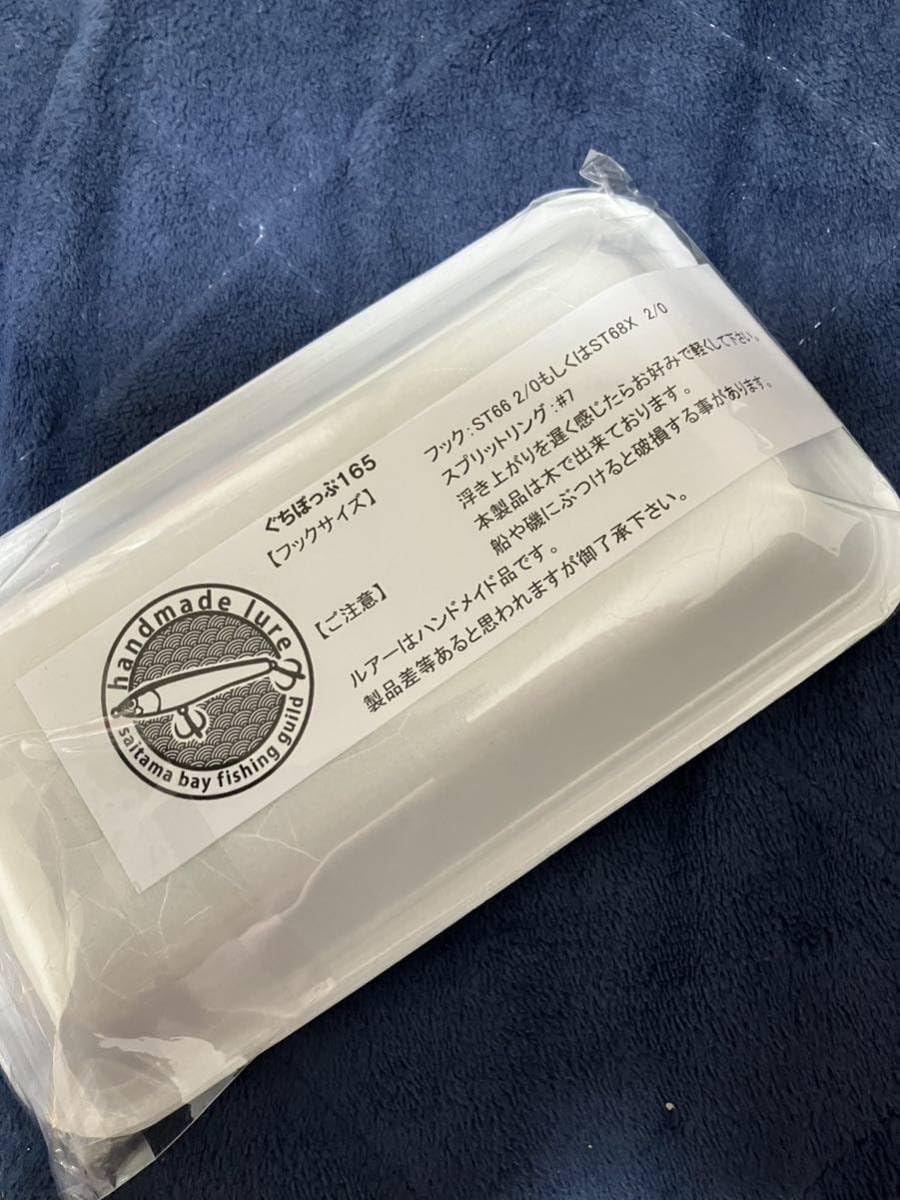 ぐちぽっぷ165
【フックサイズ】
フック：ST66 2/0もしくはST68X 2/0
スプリットリング：#7
浮き上がりを遅く感じたらお好みで軽くして下さい。
【ご注意】
本製品は木で出来ております。
船や磯にぶつけると破損する事があります。
ルアーはハンドメイド品です。
製品差等あると思われますが御了承下さい。
handmade lure
saitama bay fishing guild